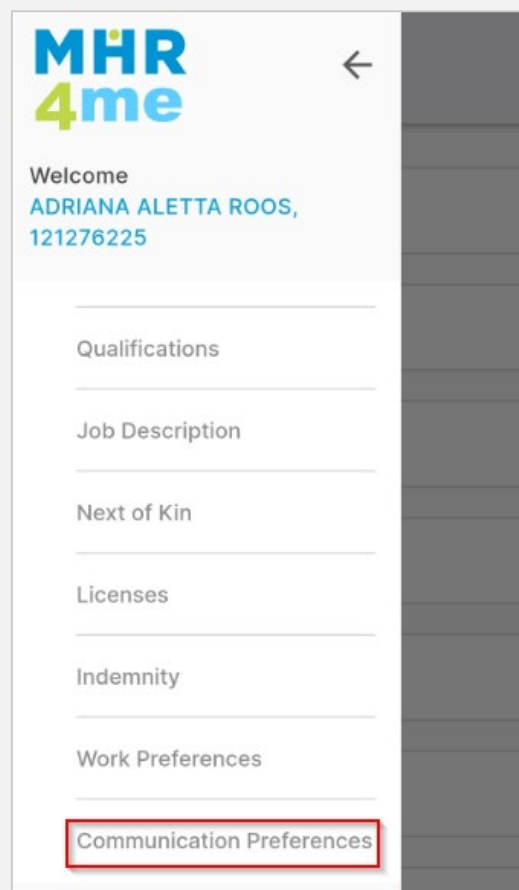 MHR
4me
Welcome
ADRIANA ALETTA ROOS,
121276225
Qualifications
Job Description
Next of Kin
Licenses
Indemnity
Work Preferences
Communication Preferences